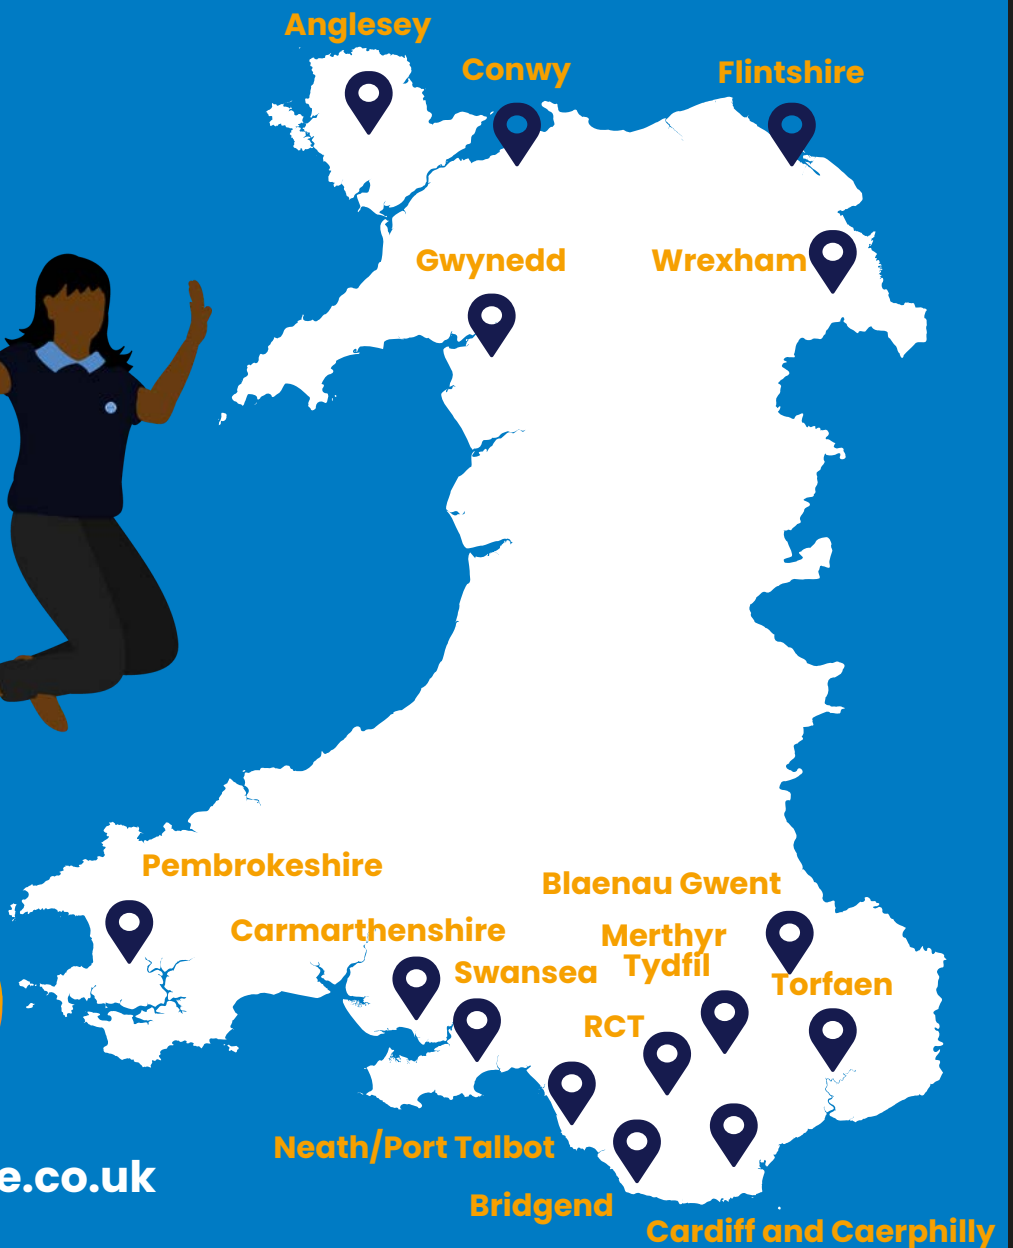 Anglesey
Conwy
Flintshire
Gwynedd
Wrexham
Pembrokeshire
Blaenau Gwent
Carmarthenshire
Merthyr
Tydfil
Swansea
Torfaen
RCT
Neath/Port Talbot
e.co.uk
Bridgend
Cardiff and Caerphilly